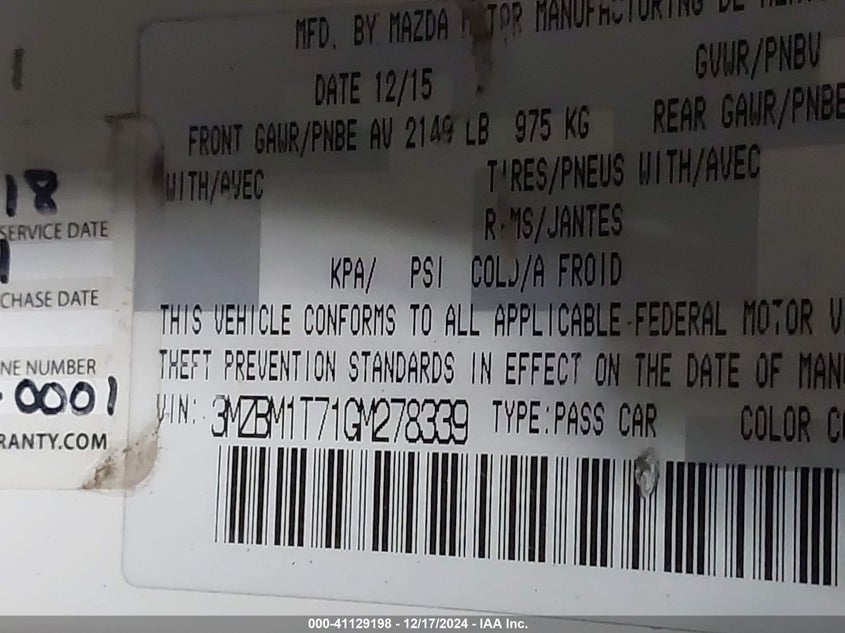 MFD. BY MAZDA MOTOR MANUFACTURING DE
DATE 12/15
GVWR/PNBV
FRONT GAWR/PNBE AV 2149 LB 975 KG
REAR GAWR/PNBE
WITH/AVEC
TIRES/PNEUS WITH/AVEC
RIMS/JANTES
KPA/ PSI COLD/A FROID
THIS VEHICLE CONFORMS TO ALL APPLICABLE FEDERAL MOTOR V
THEFT PREVENTION STANDARDS IN EFFECT ON THE DATE OF MAN
VIN: 3MZBM1T71GM278339 TYPE:PASS CAR COLOR CO
18
SERVICE DATE
CHASE DATE
NE NUMBER
0001
RANTY.COM
000-41129198 - 12/17/2024 - IAA Inc.